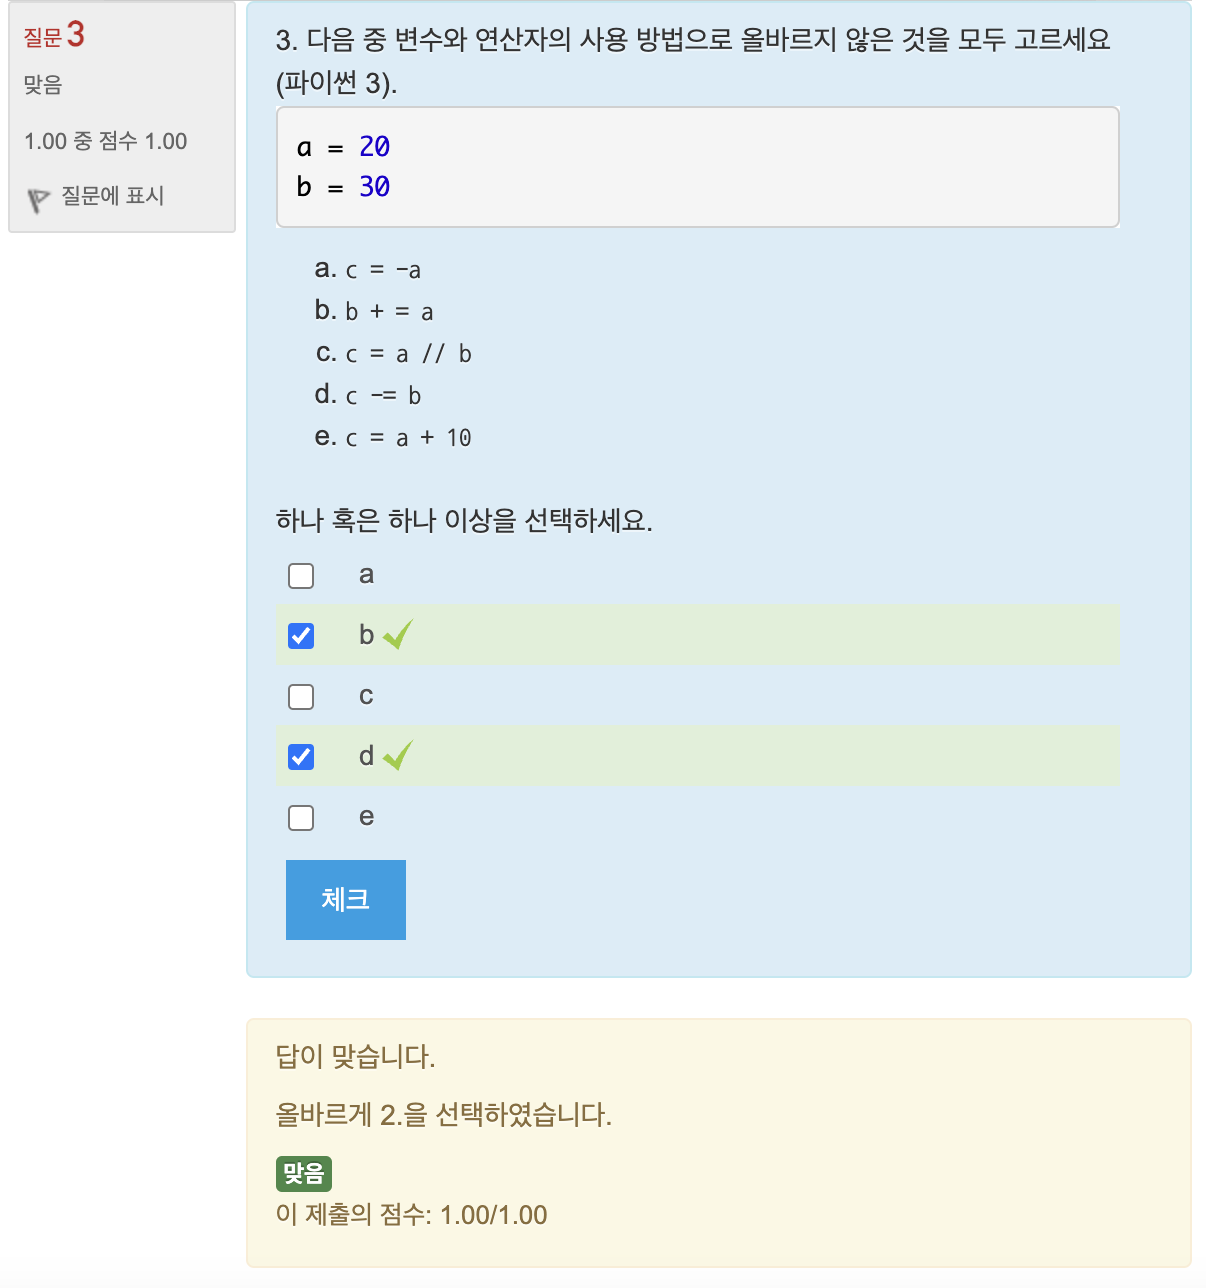 질문 3
맞음
1.00 중 점수 1.00
질문에 표시
3. 다음 중 변수와 연산자의 사용 방법으로 올바르지 않은 것을 모두 고르세요
(파이썬 3).
a = 20
b = 30
a. c = -a
b. b + = a
c. c = a // b
d. c -= b
e. c = a + 10
하나 혹은 하나 이상을 선택하세요.
a
b
c
d
e
체크
답이 맞습니다.
올바르게 2.을 선택하였습니다.
맞음
이 제출의 점수: 1.00/1.00